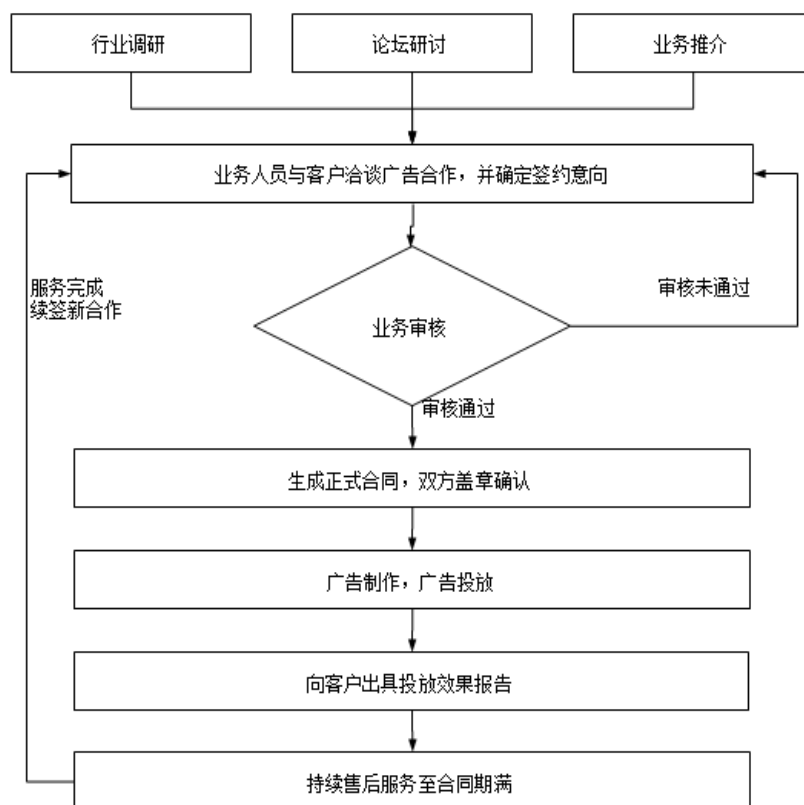 行业调研
论坛研讨
业务推介
业务人员与客户洽谈广告合作，并确定签约意向
服务完成
续签新合作
审核未通过
业务审核
审核通过
生成正式合同，双方盖章确认
广告制作，广告投放
向客户出具投放效果报告
持续售后服务至合同期满